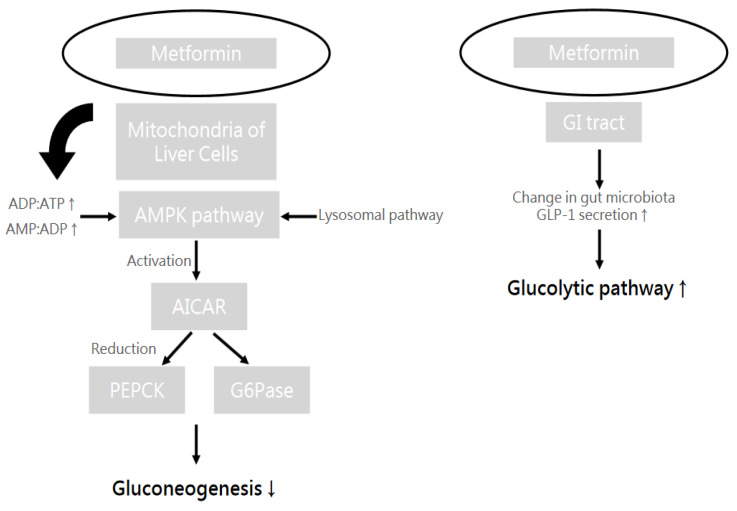 Metformin
Mitochondria of
Liver Cells
ADP:ATP ↑
AMP:ADP ↑
AMPK pathway
Lysosomal pathway
Activation
AICAR
Reduction
PEPCK
G6Pase
Gluconeogenesis ↓
Metformin
GI tract
Change in gut microbiota
GLP-1 secretion ↑
Glucolytic pathway ↑